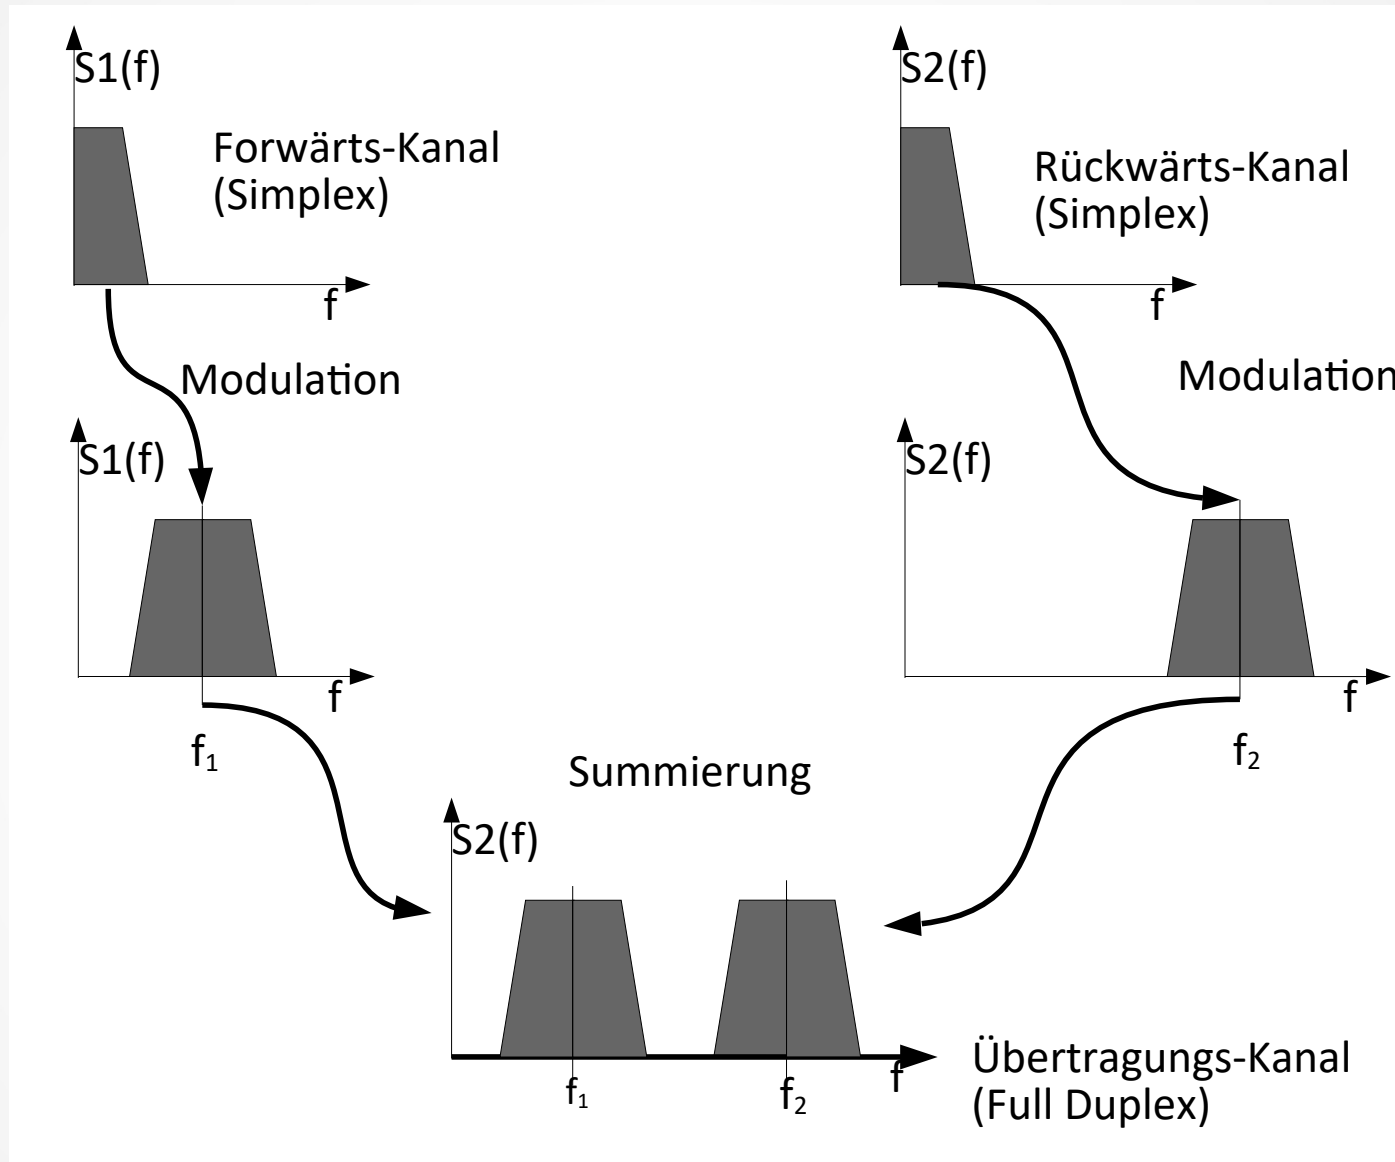 S1(f)
Forwärts-Kanal
(Simplex)
f
S2(f)
Rückwärts-Kanal
(Simplex)
f
Modulation
Modulation
S1(f)
f
f₁
S2(f)
f
f₂
Summierung
S2(f)
f₁
f₂
f
Übertragungs-Kanal
(Full Duplex)